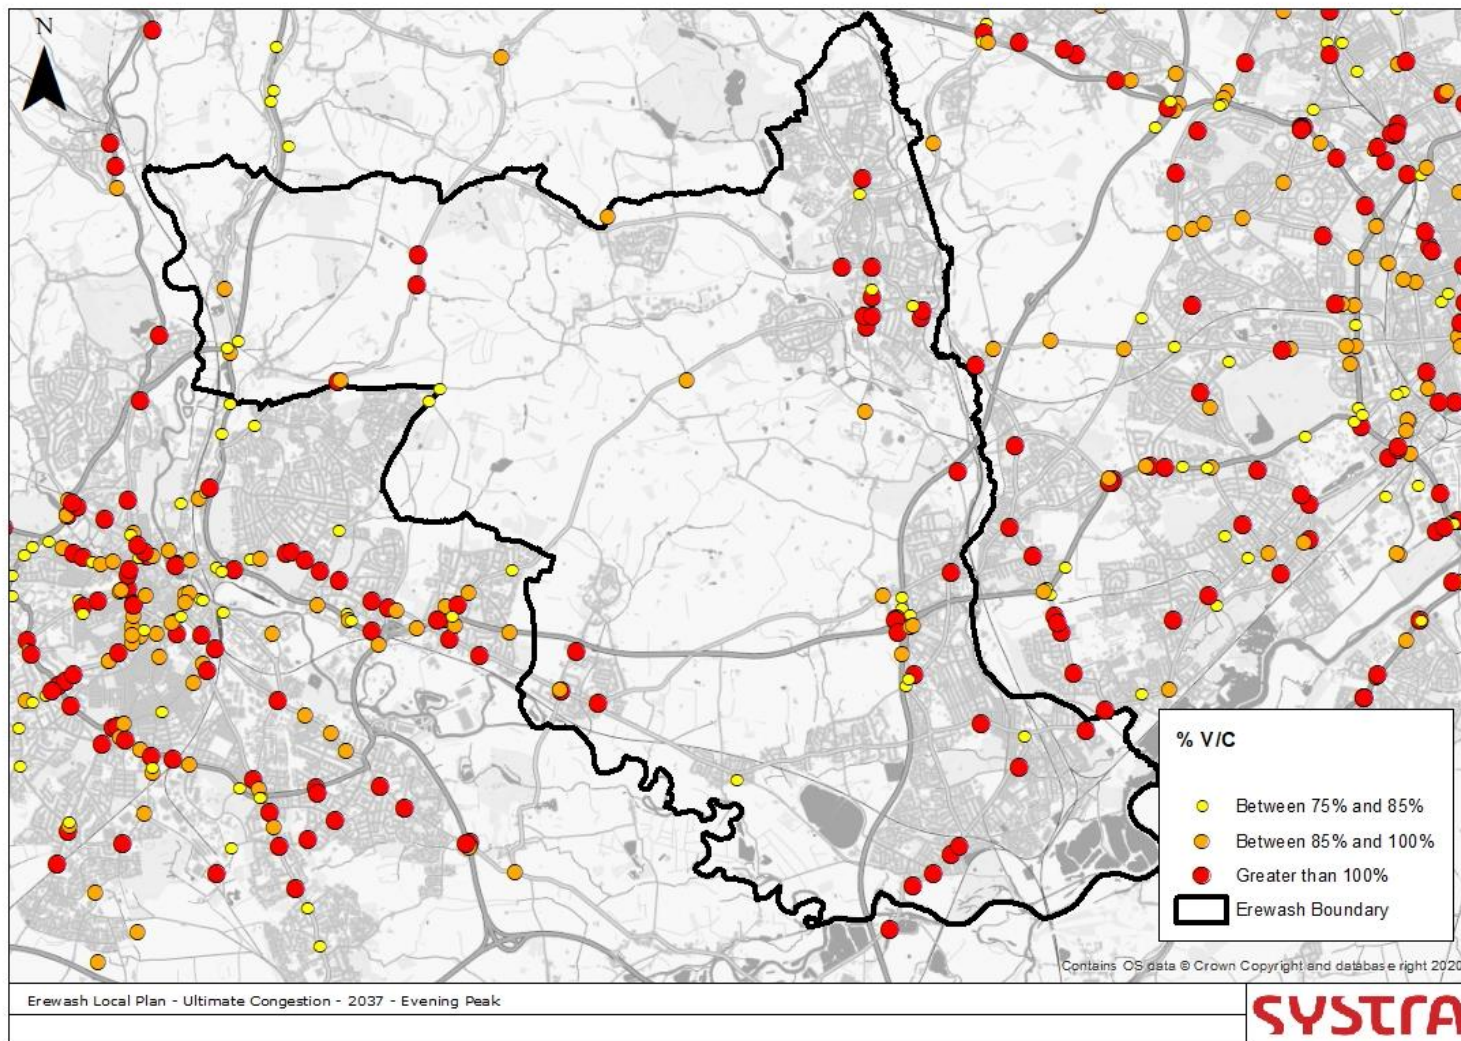 N
% V/C
Between 75% and 85%
Between 85% and 100%
Greater than 100%
Erewash Boundary
Contains OS data © Crown Copyright and database right 2020
Erewash Local Plan - Ultimate Congestion - 2037 - Evening Peak
SYSTRA